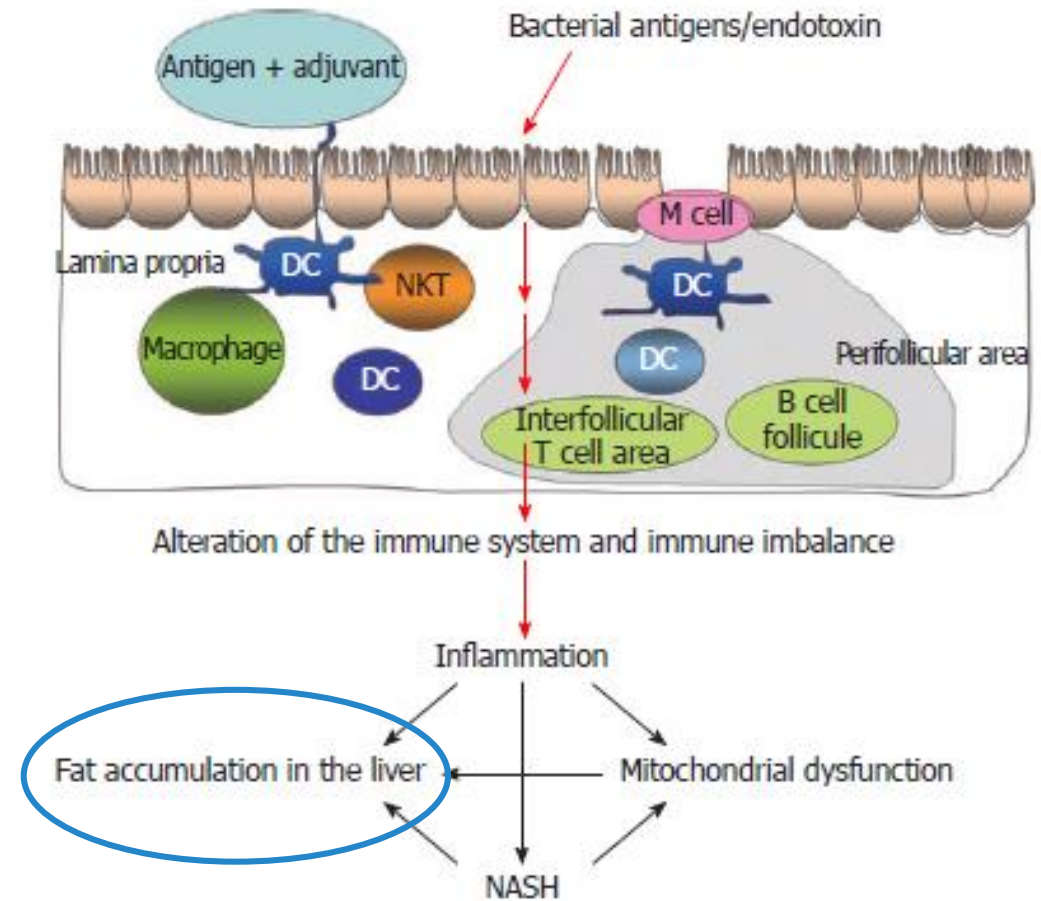 Bacterial antigens/endotoxin
Antigen + adjuvant
M cell
Lamina propria
DC
NKT
DC
Macrophage
DC
DC
Perifollicular area
Interfollicular
T cell area
B cell
follicule
Alteration of the immune system and immune imbalance
Inflammation
Fat accumulation in the liver
Mitochondrial dysfunction
NASH